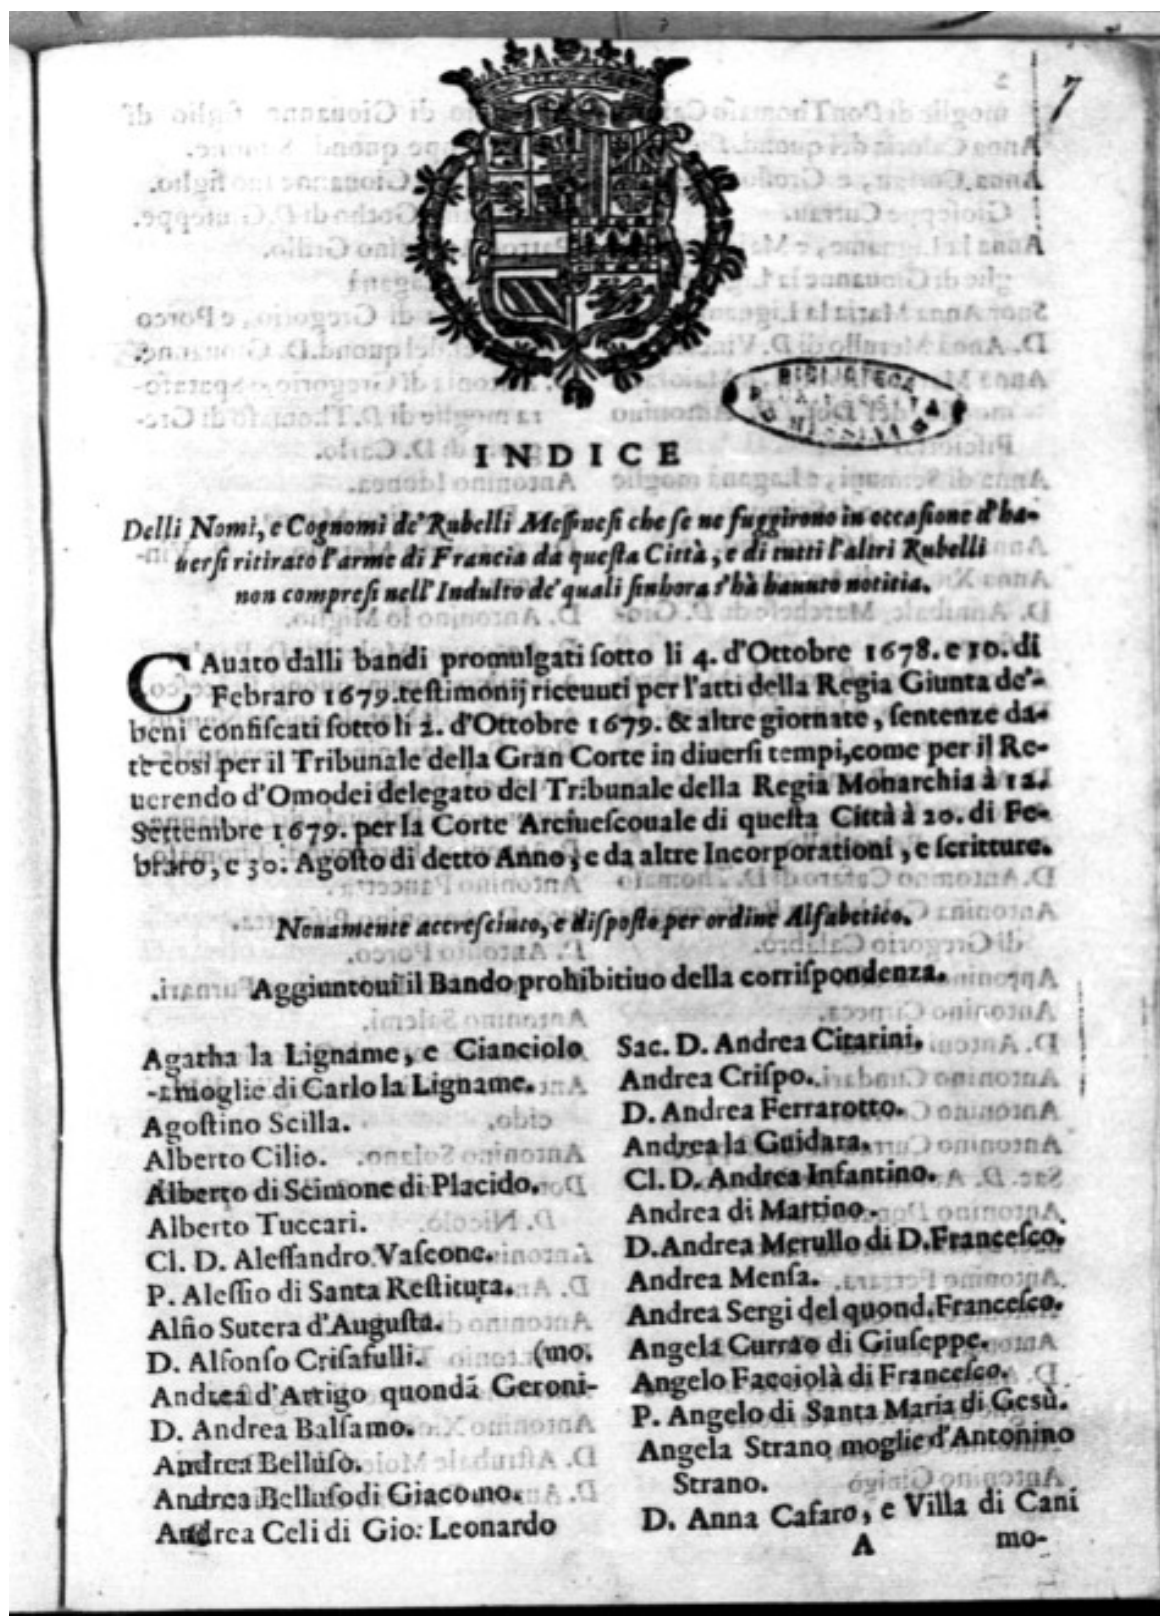 7
BIBLIOTECA
INDICE
Delli Nomi, e Cognomi de' Rubelli Messinesi che se ne fuggirono in occasione d'ha-
uersi ritirato l'arme di Francia da questa Città, e di tutti l'altri Rubelli
non compresi nell' Indulto de' quali sinhora s'hà hauuto notitia.
CAuato dalli bandi promulgati sotto li 4. d'Ottobre 1678. e 10. di
Febraro 1679. testimonij riceuuti per l'atti della Regia Giunta de'
beni confiscati sotto li 2. d'Ottobre 1679. & altre giornate, sentenze da-
te così per il Tribunale della Gran Corte in diuersi tempi, come per il Re-
uerendo d'Omodei delegato del Tribunale della Regia Monarchia à 12.
Settembre 1679. per la Corte Arciuescouale di questa Città à 20. di Fe-
braro, e 30. Agosto di detto Anno, e da altre Incorporationi, e scritture.
Nouamente accresciuto, e disposto per ordine Alfabetico.
Aggiuntoui il Bando prohibitiuo della corrispondenza.
Agatha la Ligname, e Cianciolo
moglie di Carlo la Ligname.
Agostino Scilla.
Alberto Cilio.
Alberto di Scimone di Placido.
Alberto Tuccari.
Cl. D. Alessandro Vascone.
P. Alessio di Santa Restituta.
Alfio Sutera d'Augusta.
D. Alfonso Crisafulli. (mo.
Andrea d'Arrigo quondã Geroni-
D. Andrea Balsamo.
Andrea Bellusò.
Andrea Belluso di Giacomo.
Andrea Celi di Gio: Leonardo
Sac. D. Andrea Citarini.
Andrea Crispo.
D. Andrea Ferrarotto.
Andrea la Guidara.
Cl. D. Andrea Infantino.
Andrea di Martino.
D. Andrea Merullo di D. Francesco.
Andrea Mensa.
Andrea Sergi del quond. Francesco.
Angela Currao di Giuseppe.
Angelo Facciolà di Francesco.
P. Angelo di Santa Maria di Gesù.
Angela Strano moglie d'Antonino
Strano.
D. Anna Cafaro, e Villa di Cani
A mo-